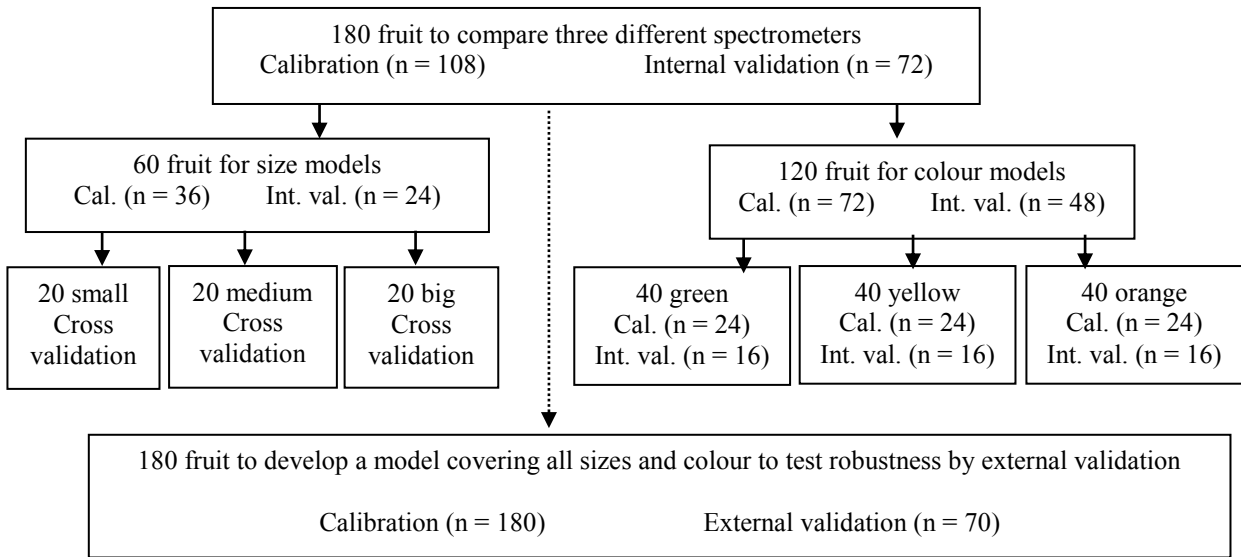 180 fruit to compare three different spectrometers
Calibration (n = 108) Internal validation (n = 72)
60 fruit for size models
Cal. (n = 36) Int. val. (n = 24)
120 fruit for colour models
Cal. (n = 72) Int. val. (n = 48)
20 small
Cross
validation
20 medium
Cross
validation
20 big
Cross
validation
40 green
Cal. (n = 24)
Int. val. (n = 16)
40 yellow
Cal. (n = 24)
Int. val. (n = 16)
40 orange
Cal. (n = 24)
Int. val. (n = 16)
180 fruit to develop a model covering all sizes and colour to test robustness by external validation
Calibration (n = 180) External validation (n = 70)